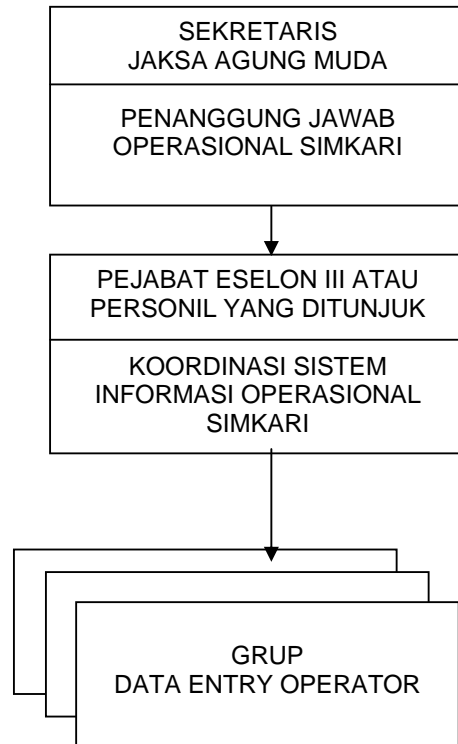 SEKRETARIS
JAKSA AGUNG MUDA
PENANGGUNG JAWAB
OPERASIONAL SIMKARI
PEJABAT ESELON III ATAU
PERSONIL YANG DITUNJUK
KOORDINASI SISTEM
INFORMASI OPERASIONAL
SIMKARI
GRUP
DATA ENTRY OPERATOR